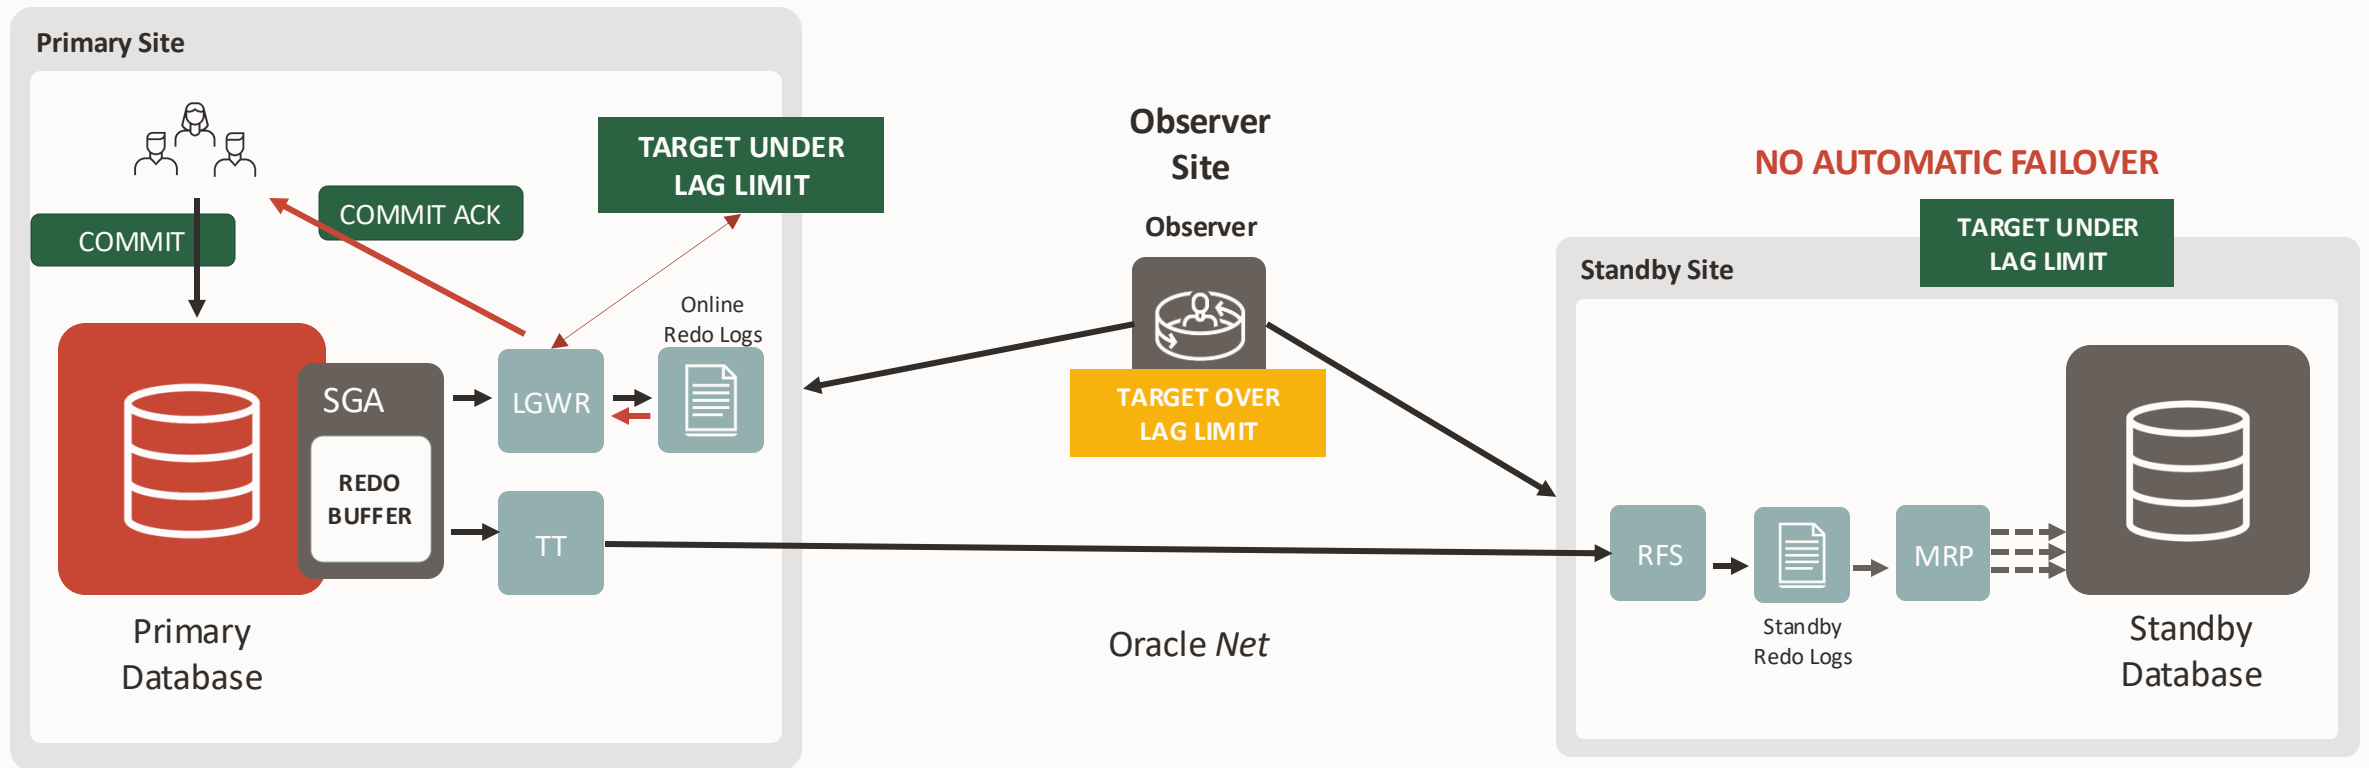 Primary Site
COMMIT
COMMIT ACK
TARGET UNDER
LAG LIMIT
Online
Redo Logs
SGA
REDO
BUFFER
LGWR
TT
Primary
Database
Observer
Site
Observer
TARGET OVER
LAG LIMIT
Oracle Net
NO AUTOMATIC FAILOVER
TARGET UNDER
LAG LIMIT
Standby Site
RFS
Standby
Redo Logs
MRP
Standby
Database